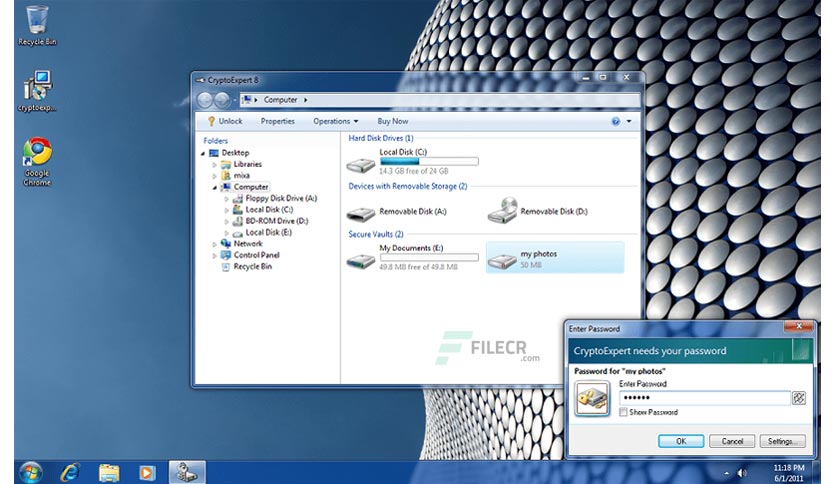 Recycle Bin
cryptoexp...
Google
Chrome
CryptoExpert 8
Computer
Unlock
Properties
Operations
Buy Now
Folders
Desktop
Libraries
mixa
Computer
Floppy Disk Drive (A:)
Local Disk (C:)
BD-ROM Drive (D:)
Local Disk (E:)
Network
Control Panel
Recycle Bin
Hard Disk Drives (1)
Local Disk (C:)
14.3 GB free of 24 GB
Devices with Removable Storage (2)
Removable Disk (A:)
Removable Disk (D:)
Secure Vaults (2)
My Documents (E:)
49.8 MB free of 49.8 MB
my photos
50 MB
FILECR
.com
Enter Password
CryptoExpert needs your password
Password for "my photos"
Enter Password
••••••
Show Password
OK
Cancel
Settings...
11:18 PM
6/1/2011